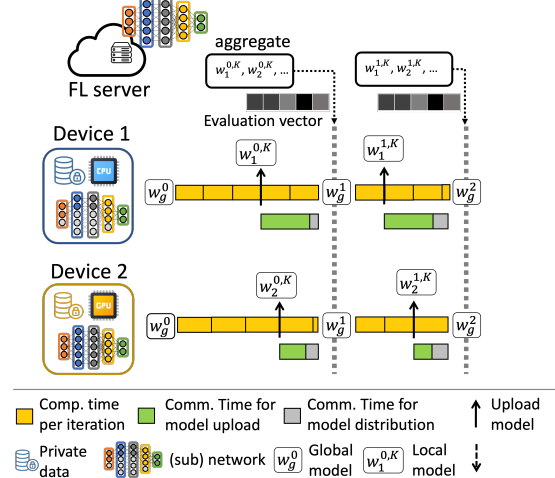 FL server
aggregate
w_1^{0,K}, w_2^{0,K}, ...
w_1^{1,K}, w_2^{1,K}, ...
Evaluation vector
Device 1
CPU
w_1^{0,K}
w_1^{1,K}
w_g^0
w_g^1
w_g^2
Device 2
GPU
w_2^{0,K}
w_2^{1,K}
w_g^0
w_g^1
w_g^2
Comp. time
per iteration
Comm. Time for
model upload
Comm. Time for
model distribution
Upload
model
Private
data
(sub) network
w_g^0
Global
model
w_1^{0,K}
Local
model